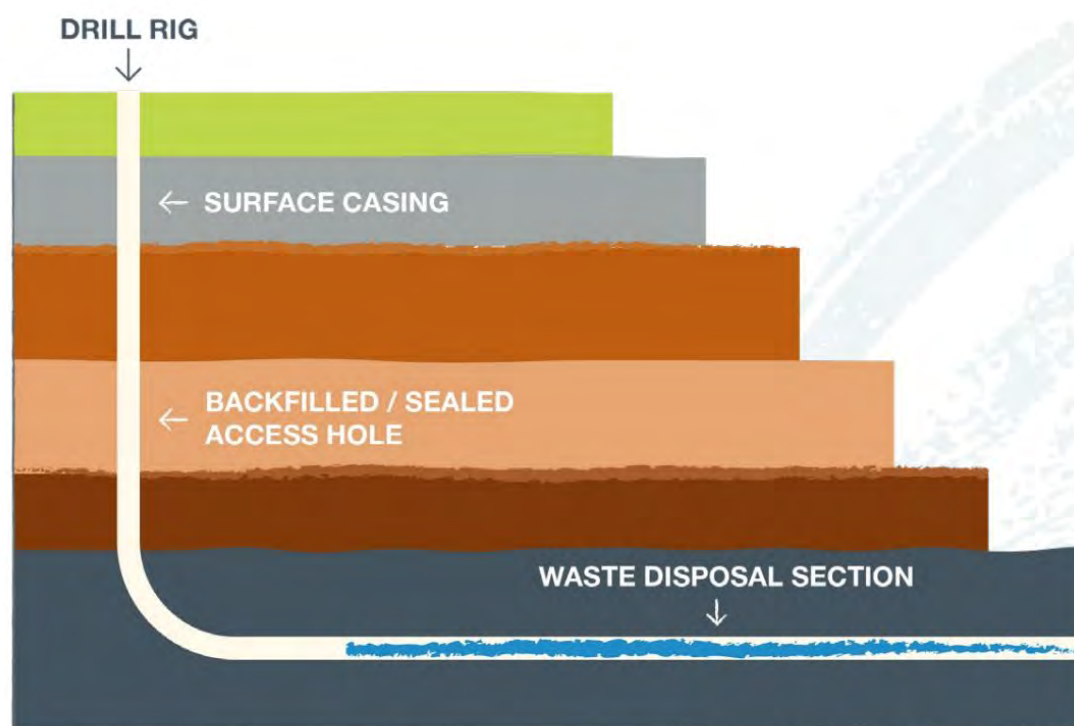 DRILL RIG
SURFACE CASING
BACKFILLED / SEALED
ACCESS HOLE
WASTE DISPOSAL SECTION